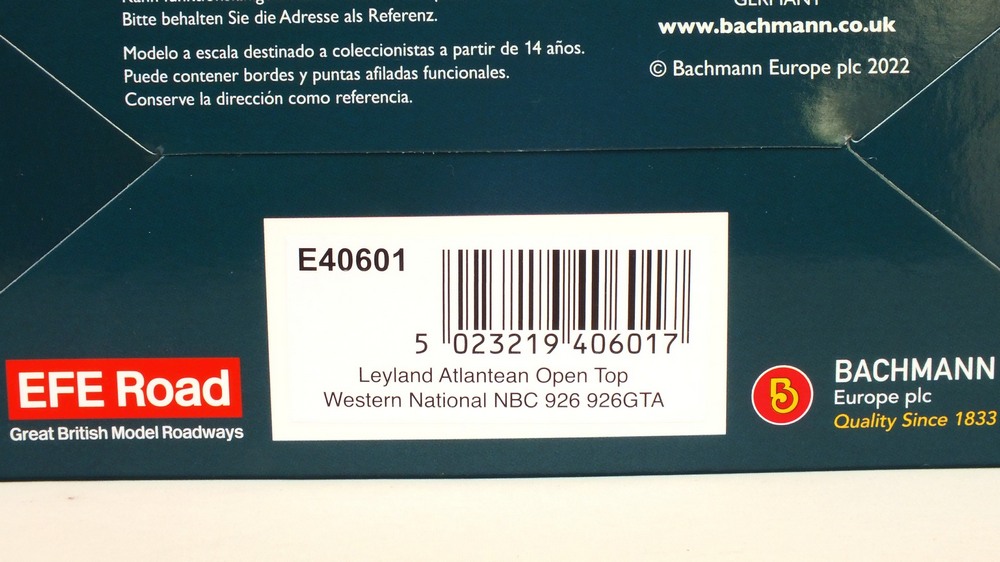 Bitte behalten Sie die Adresse als Referenz.
Modelo a escala destinado a coleccionistas a partir de 14 años.
Puede contener bordes y puntas afiladas funcionales.
Conserve la dirección como referencia.
GERMANY
www.bachmann.co.uk
© Bachmann Europe plc 2022
E40601
5 023219 406017
Leyland Atlantean Open Top
Western National NBC 926 926GTA
EFE Road
Great British Model Roadways
BACHMANN
Europe plc
Quality Since 1833